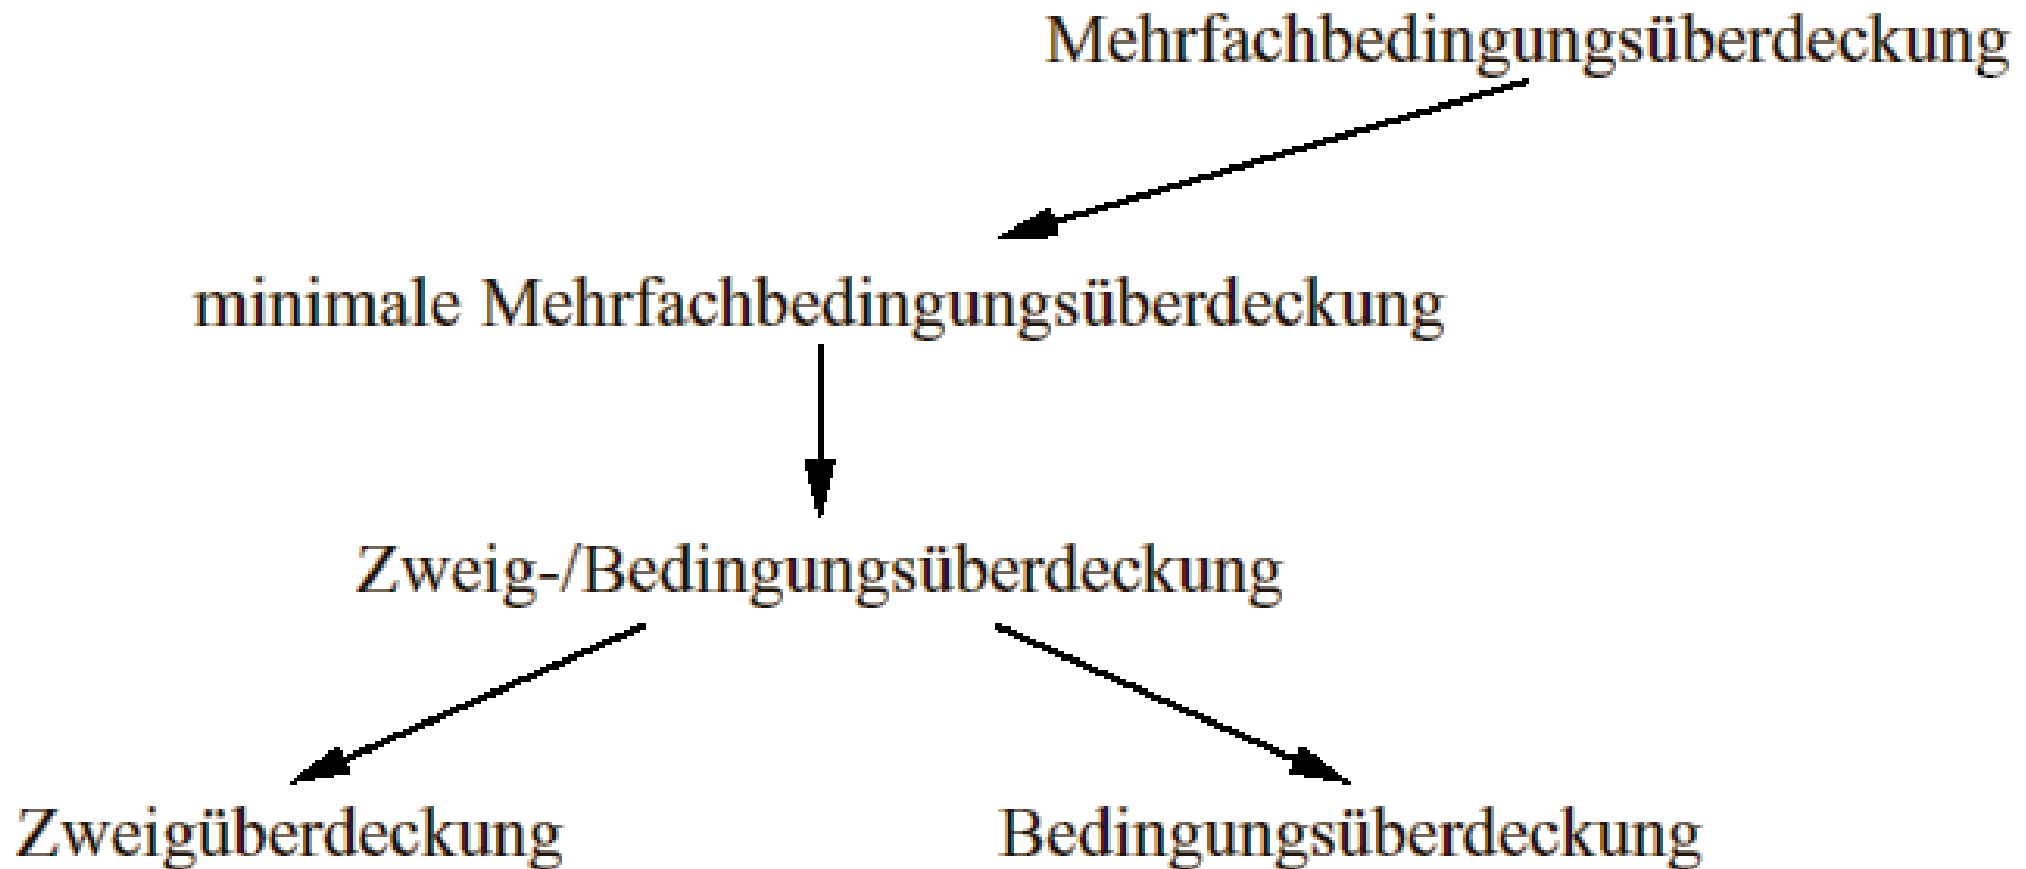 Mehrfachbedingungsüberdeckung
minimale Mehrfachbedingungsüberdeckung
Zweig-/Bedingungsüberdeckung
Zweigüberdeckung
Bedingungsüberdeckung